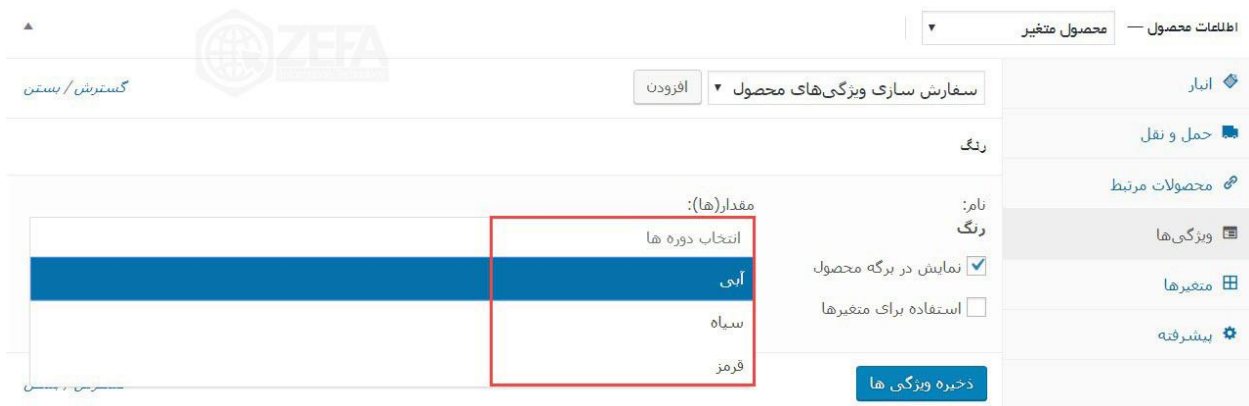 اطلاعات محصول — محصول متغیر
ZEFA
انبار
حمل و نقل
محصولات مرتبط
ویژگی‌ها
متغیرها
پیشرفته
سفارش سازی ویژگی‌های محصول
افزودن
گسترش / بستن
رنگ
نام:
رنگ
نمایش در برگه محصول
استفاده برای متغیرها
مقدار(ها):
انتخاب دوره ها
آبی
سیاه
قرمز
ذخیره ویژگی ها